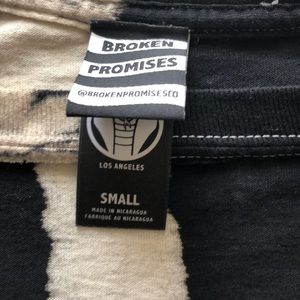 BROKEN
PROMISES
@BROKENPROMISESCO
LOS ANGELES
SMALL
MADE IN NICARAGUA
FABRIQUÉ AU NICARAGUA